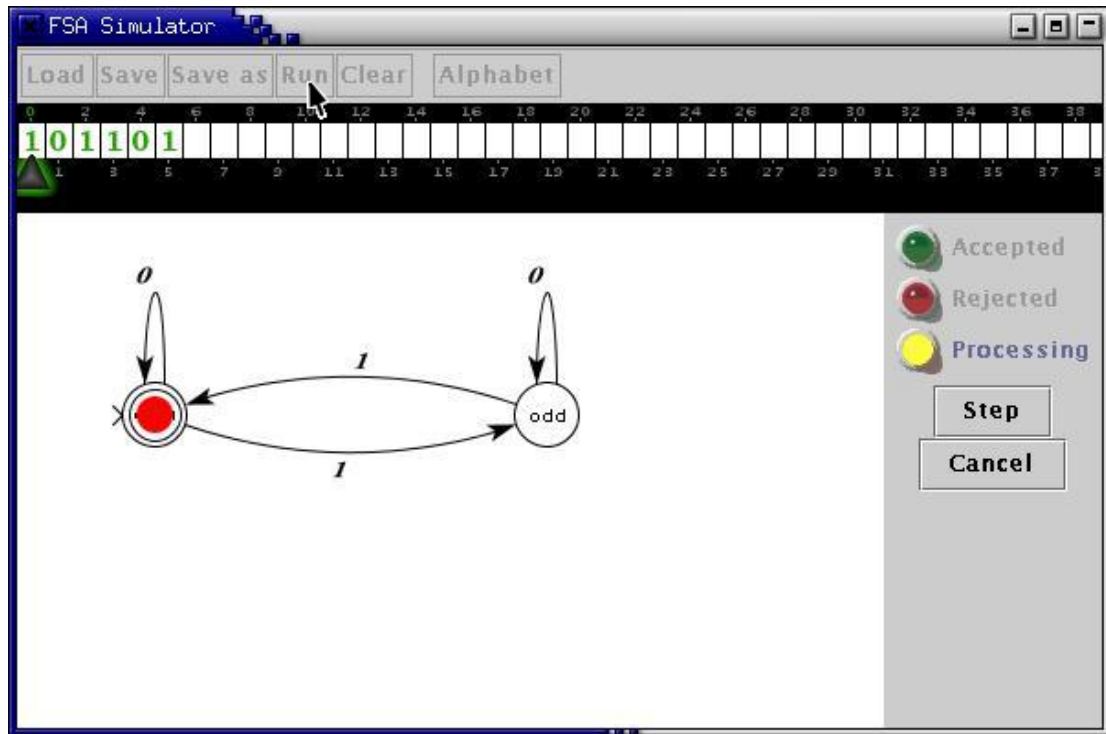 FSA Simulator
Load Save Save as Run Clear Alphabet
0 2 4 6 8 10 12 14 16 18 20 22 24 26 28 30 32 34 36 38
1 0 1 1 0 1
1 3 5 7 9 11 13 15 17 19 21 23 25 27 29 31 33 35 37
0 0
Accepted
Rejected
1
Processing
odd
Step
1
Cancel